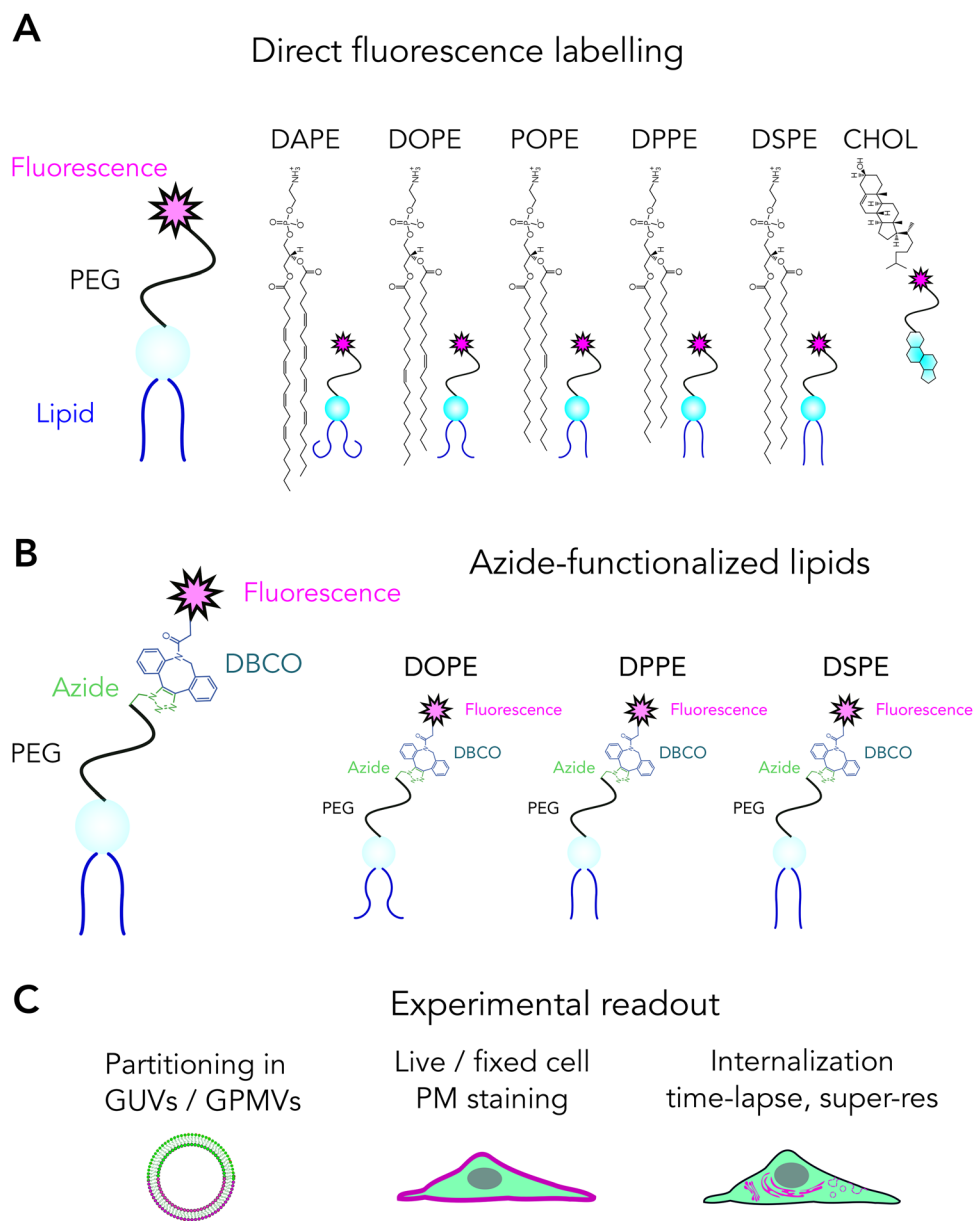 A
Direct fluorescence labelling
DAPE DOPE POPE DPPE DSPE CHOL
Fluorescence
PEG
Lipid
B
Azide-functionalized lipids
Fluorescence
DBCO
Azide
PEG
DOPE DPPE DSPE
Fluorescence Fluorescence Fluorescence
DBCO DBCO DBCO
Azide Azide Azide
PEG PEG PEG
C
Experimental readout
Partitioning in
GUVs / GPMVs
Live / fixed cell
PM staining
Internalization
time-lapse, super-res